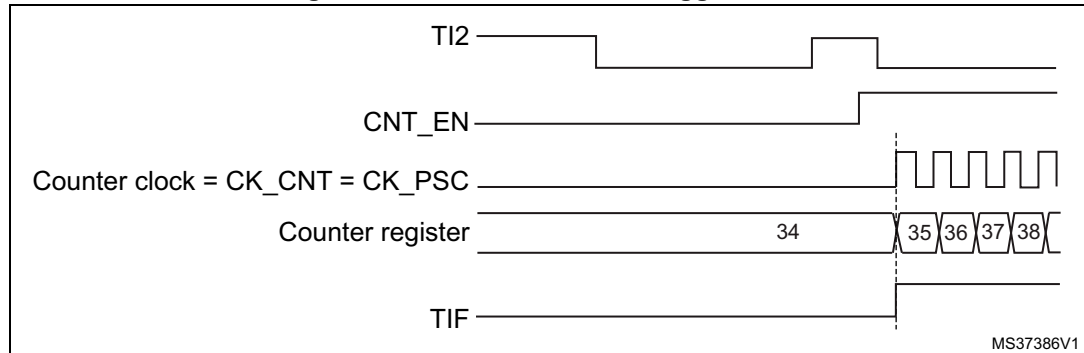 TI2
CNT_EN
Counter clock = CK_CNT = CK_PSC
Counter register 34 35 36 37 38
TIF
MS37386V1